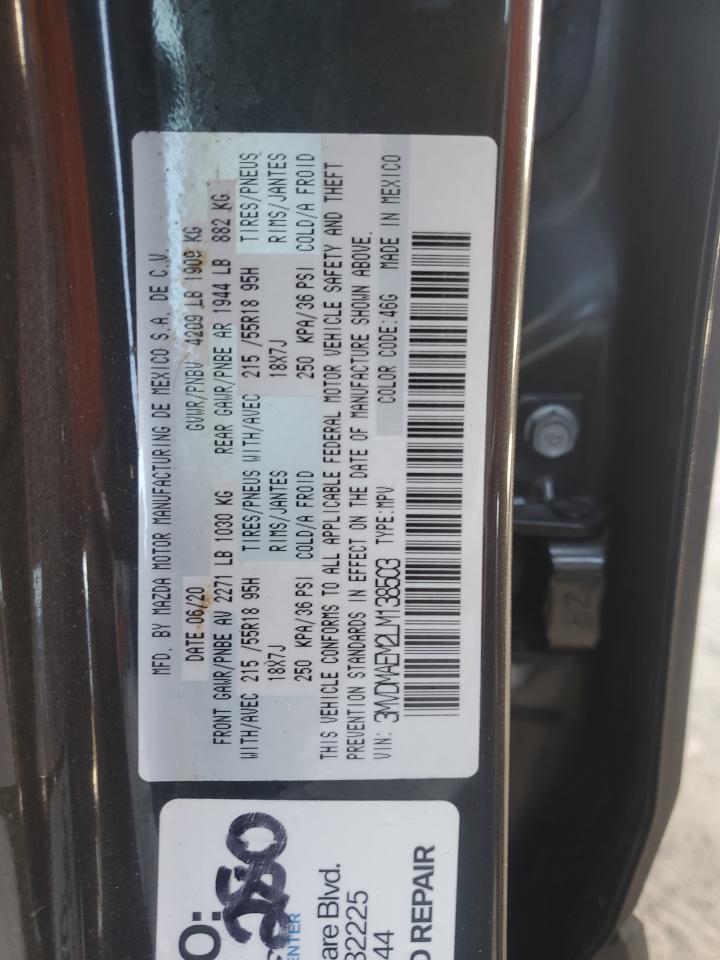 MFD. BY MAZDA MOTOR MANUFACTURING DE MEXICO S.A. DE C.V.
DATE 06/20 GVWR/PNBV 4209 LB 1909 KG
FRONT GAWR/PNBE AV 2271 LB 1030 KG REAR GAWR/PNBE AR 1944 LB 882 KG
WITH/AVEC 215 /55R18 95H TIRES/PNEUS WITH/AVEC 215 /55R18 95H TIRES/PNEUS
18X7J RIMS/JANTES 18X7J RIMS/JANTES
250 KPA/36 PSI COLD/A FROID 250 KPA/36 PSI COLD/A FROID
THIS VEHICLE CONFORMS TO ALL APPLICABLE FEDERAL MOTOR VEHICLE SAFETY AND THEFT
PREVENTION STANDARDS IN EFFECT ON THE DATE OF MANUFACTURE SHOWN ABOVE.
VIN: 3MVDMAEM2LM138503 TYPE:MPV COLOR CODE:46G MADE IN MEXICO
O:
ENTER
are Blvd.
32225
44
REPAIR